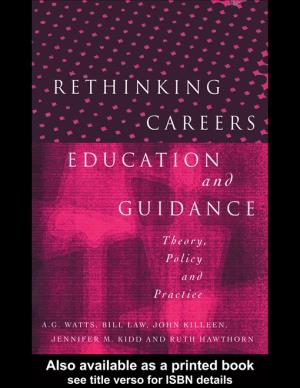 RETHINKING
CAREERS
EDUCATION
and
GUIDANCE
Theory,
Policy
and
Practice
A.G. WATTS, BILL LAW, JOHN KILLEEN,
JENNIFER M. KIDD AND RUTH HAWTHORN
Also available as a printed book
see title verso for ISBN details